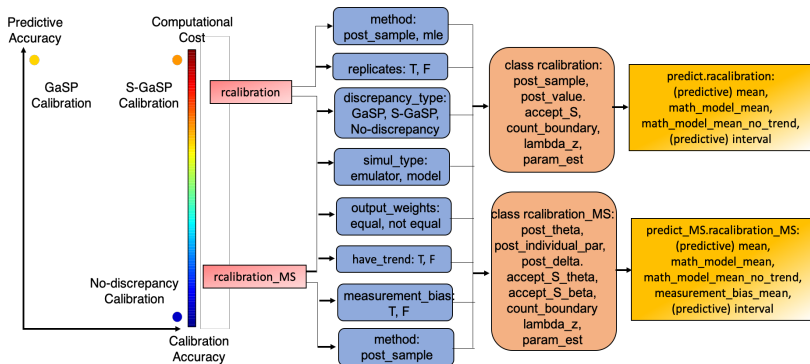 Predictive
Accuracy
Computational
Cost
GaSP
Calibration
S-GaSP
Calibration
No-discrepancy
Calibration
Calibration
Accuracy
rcalibration
rcalibration_MS
method:
post_sample, mle
replicates: T, F
discrepancy_type:
GaSP, S-GaSP,
No-discrepancy
simul_type:
emulator, model
output_weights:
equal, not equal
have_trend: T, F
measurement_bias:
T, F
method:
post_sample
class rcalibration:
post_sample,
post_value.
accept_S,
count_boundary,
lambda_z,
param_est
class rcalibration_MS:
post_theta,
post_individual_par,
post_delta.
accept_S_theta,
accept_S_beta,
count_boundary
lambda_z,
param_est
predict.racalibration:
(predictive) mean,
math_model_mean,
math_model_mean_no_trend,
(predictive) interval
predict_MS.racalibration_MS:
(predictive) mean,
math_model_mean,
math_model_mean_no_trend,
measurement_bias_mean,
(predictive) interval